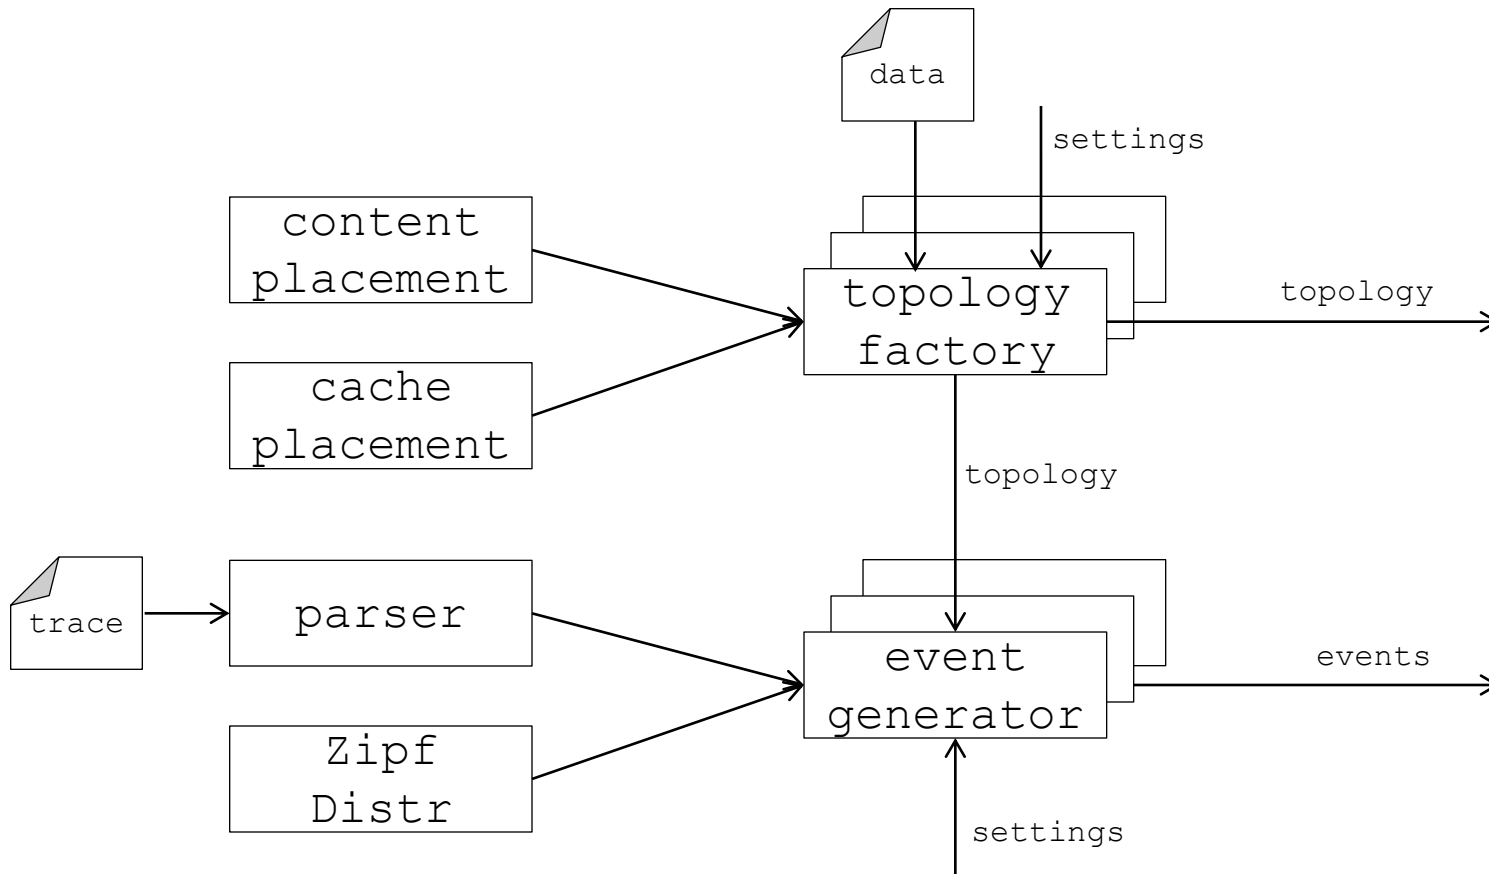 data
settings
content
placement
topology
factory
topology
cache
placement
topology
trace
parser
event
generator
events
Zipf
Distr
settings